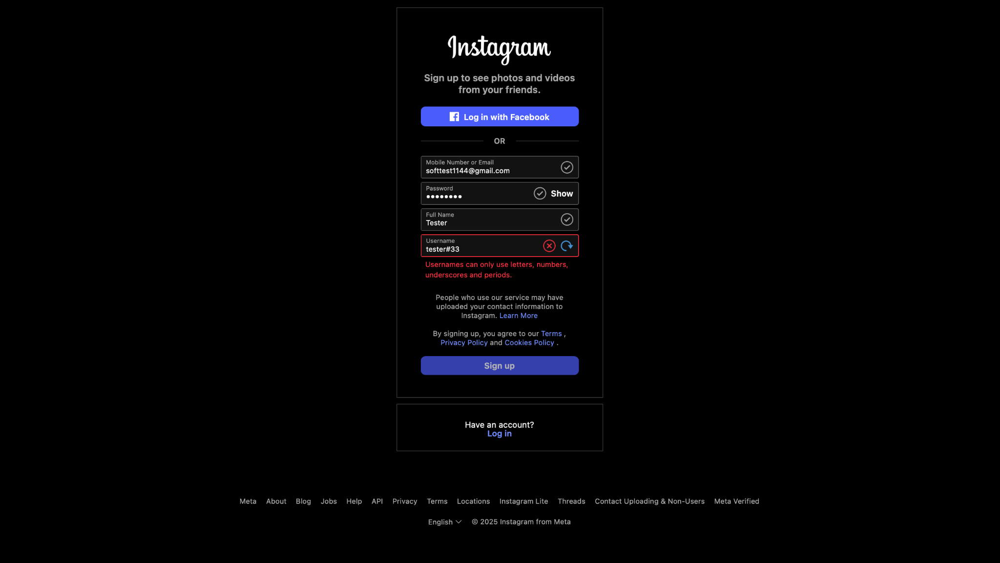 Instagram
Sign up to see photos and videos
from your friends.
Log in with Facebook
OR
Mobile Number or Email
softtest1144@gmail.com
Password
●●●●●●●●
Show
Full Name
Tester
Username
tester#33
Usernames can only use letters, numbers,
underscores and periods.
People who use our service may have
uploaded your contact information to
Instagram. Learn More
By signing up, you agree to our Terms ,
Privacy Policy and Cookies Policy .
Sign up
Have an account?
Log in
Meta About Blog Jobs Help API Privacy Terms Locations Instagram Lite Threads Contact Uploading & Non-Users Meta Verified
English © 2025 Instagram from Meta